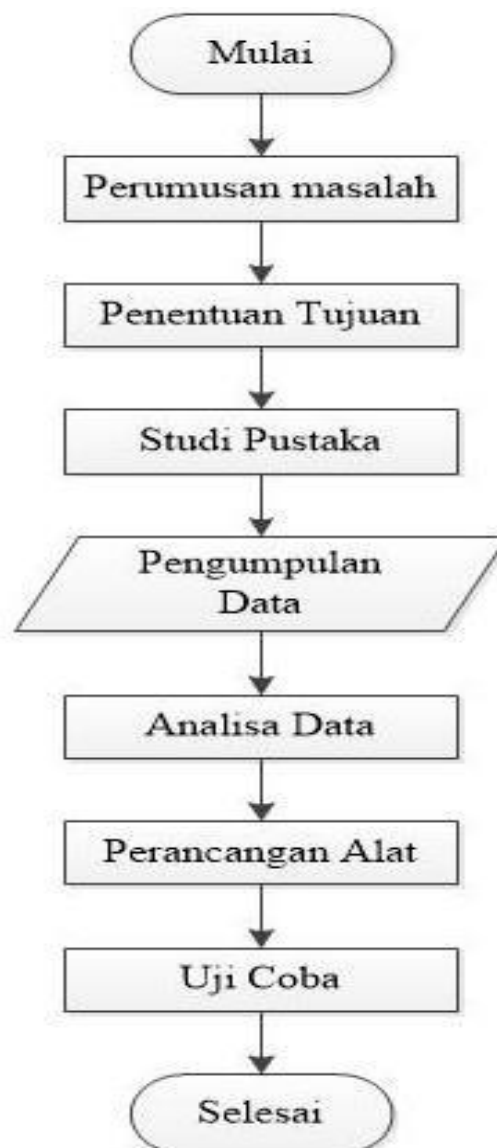 Mulai
Perumusan masalah
Penentuan Tujuan
Studi Pustaka
Pengumpulan
Data
Analisa Data
Perancangan Alat
Uji Coba
Selesai